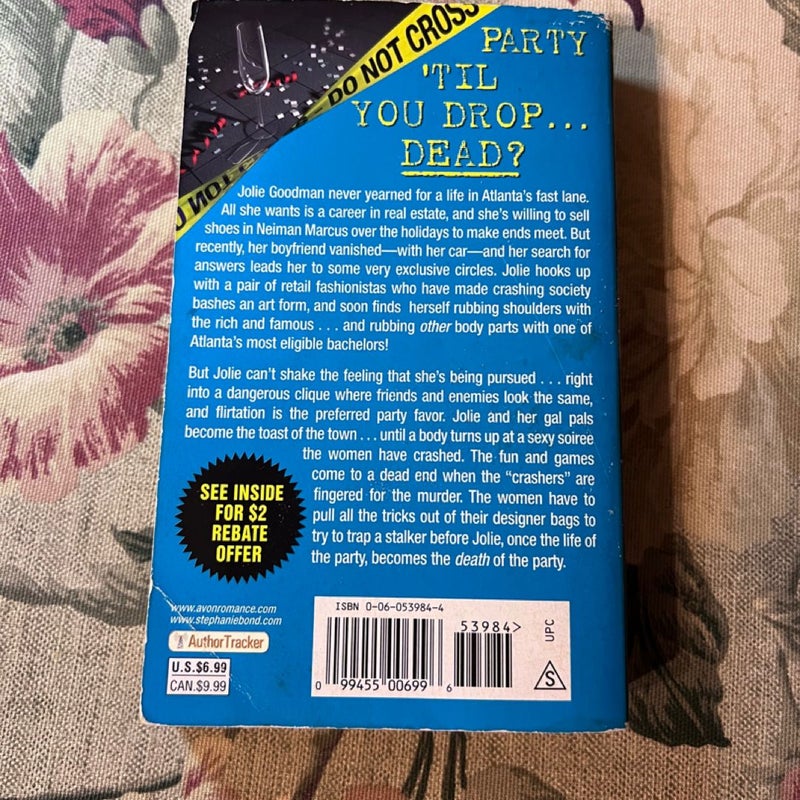 DO NOT CROSS
O NOT
PARTY
'TIL
YOU DROP...
DEAD?
Jolie Goodman never yearned for a life in Atlanta's fast lane.
All she wants is a career in real estate, and she's willing to sell
shoes in Neiman Marcus over the holidays to make ends meet. But
recently, her boyfriend vanished—with her car—and her search for
answers leads her to some very exclusive circles. Jolie hooks up
with a pair of retail fashionistas who have made crashing society
bashes an art form, and soon finds herself rubbing shoulders with
the rich and famous . . . and rubbing other body parts with one of
Atlanta's most eligible bachelors!
But Jolie can't shake the feeling that she's being pursued . . . right
into a dangerous clique where friends and enemies look the same,
and flirtation is the preferred party favor. Jolie and her gal pals
become the toast of the town . . . until a body turns up at a sexy soiree
the women have crashed. The fun and games
come to a dead end when the "crashers" are
fingered for the murder. The women have to
pull all the tricks out of their designer bags to
try to trap a stalker before Jolie, once the life of
the party, becomes the death of the party.
SEE INSIDE
FOR $2
REBATE
OFFER
www.avonromance.com
www.stephaniebond.com
AuthorTracker
U.S.$6.99
CAN.$9.99
ISBN 0-06-053984-4
53984>
0 99455 00699 6
UPC
S